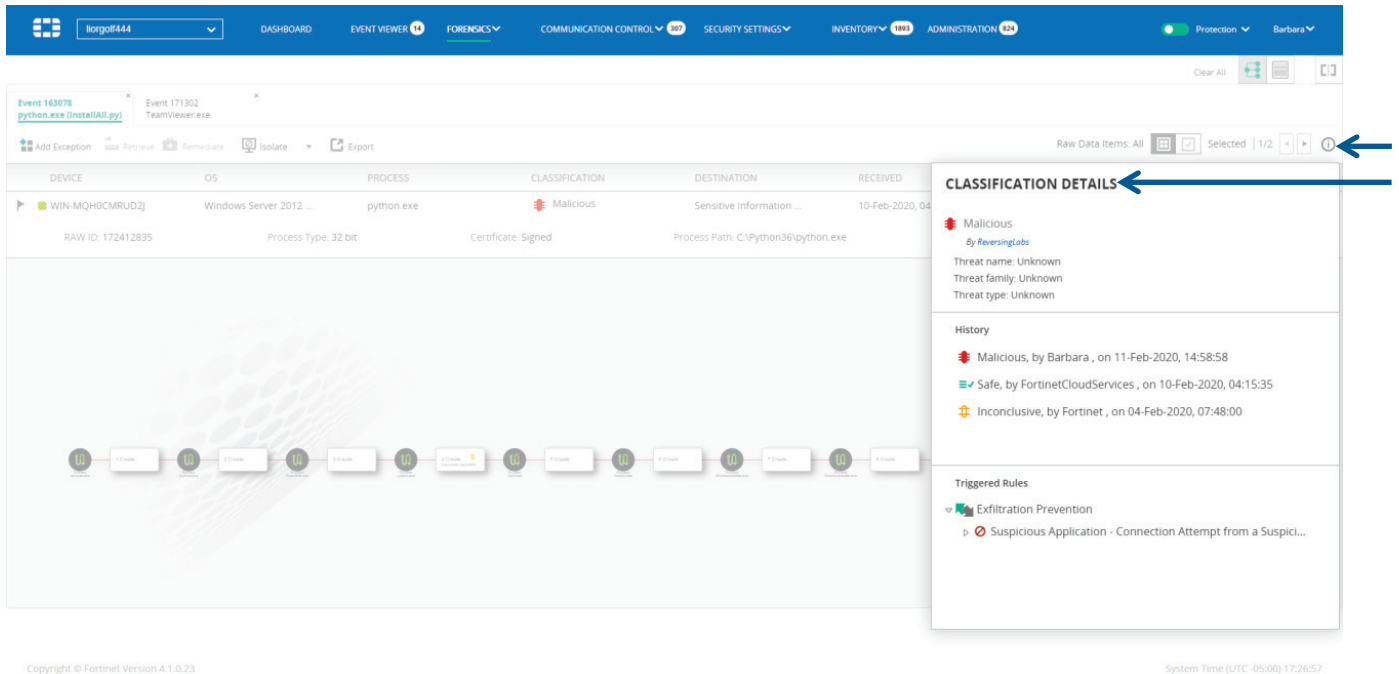 liorgolf444 DASHBOARD EVENT VIEWER 14 FORENSICS COMMUNICATION CONTROL 307 SECURITY SETTINGS INVENTORY 1893 ADMINISTRATION 824 Protection Barbara
Clear All
Event 163078 × Event 171302 ×
python.exe (InstallAll.py) TeamViewer.exe
Add Exception Retrieve Remediate Isolate Export Raw Data Items: All Selected 1/2
DEVICE OS PROCESS CLASSIFICATION DESTINATION RECEIVED
WIN-MQH0CMRUD2J Windows Server 2012 ... python.exe Malicious Sensitive Information ... 10-Feb-2020, 04
RAW ID: 172412835 Process Type: 32 bit Certificate: Signed Process Path: C:\Python36\python.exe
CLASSIFICATION DETAILS
Malicious
By ReversingLabs
Threat name: Unknown
Threat family: Unknown
Threat type: Unknown
History
Malicious, by Barbara , on 11-Feb-2020, 14:58:58
Safe, by FortinetCloudServices , on 10-Feb-2020, 04:15:35
Inconclusive, by Fortinet , on 04-Feb-2020, 07:48:00
Triggered Rules
Exfiltration Prevention
Suspicious Application - Connection Attempt from a Suspici...
Copyright © Fortinet Version 4.1.0.23 System Time (UTC -05:00) 17:26:57